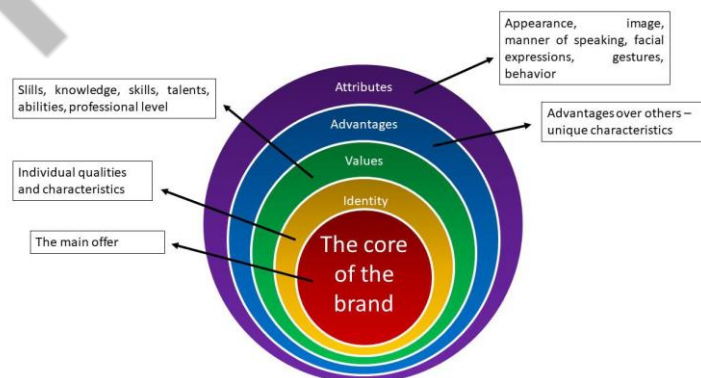 Appearance, image,
manner of speaking, facial
expressions, gestures,
behavior
Attributes
Slills, knowledge, skills, talents,
abilities, professional level
Advantages
Advantages over others –
unique characteristics
Values
Individual qualities
and characteristics
Identity
The main offer
The core
of the
brand